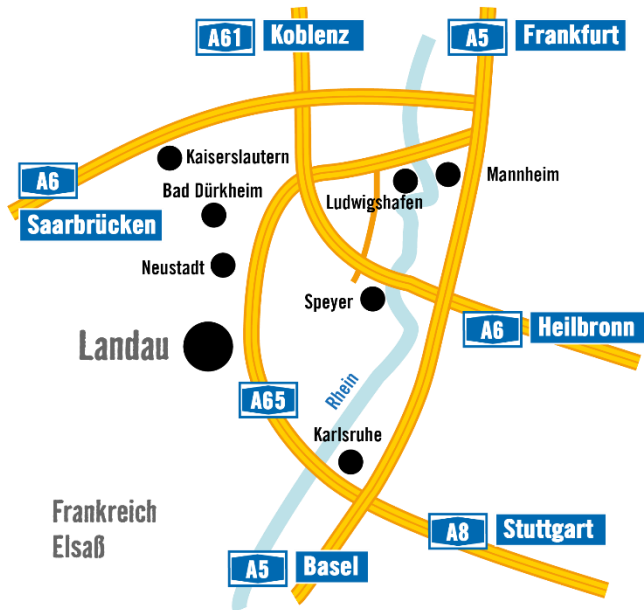 A61 Koblenz
A5 Frankfurt
Kaiserslautern
A6
Saarbrücken
Bad Dürkheim
Mannheim
Ludwigshafen
Neustadt
Speyer
A6 Heilbronn
Landau
A65
Rhein
Karlsruhe
Frankreich
Elsaß
A8 Stuttgart
A5 Basel